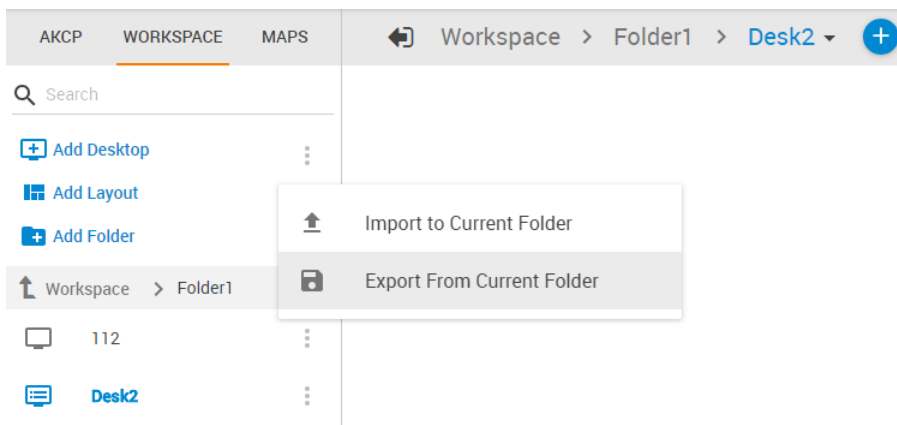 AKCP WORKSPACE MAPS
Workspace > Folder1 > Desk2
Search
Add Desktop
Add Layout
Add Folder
Import to Current Folder
Export From Current Folder
Workspace > Folder1
112
Desk2